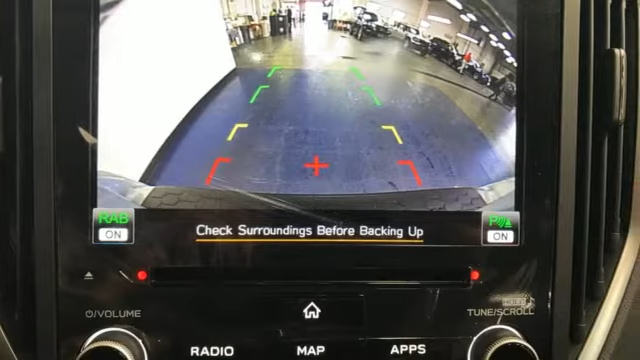 RAB
ON
Check Surroundings Before Backing Up
P
ON
⏻/VOLUME
TUNE/SCROLL
RADIO
MAP
APPS